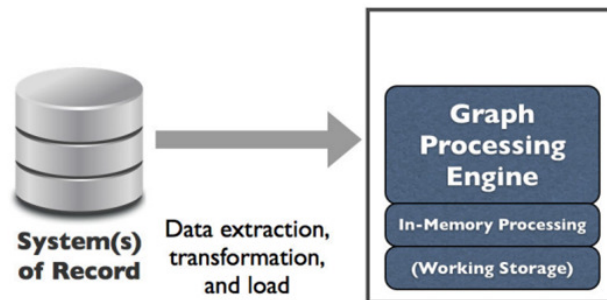 System(s)
of Record
Data extraction,
transformation,
and load
Graph
Processing
Engine
In-Memory Processing
(Working Storage)